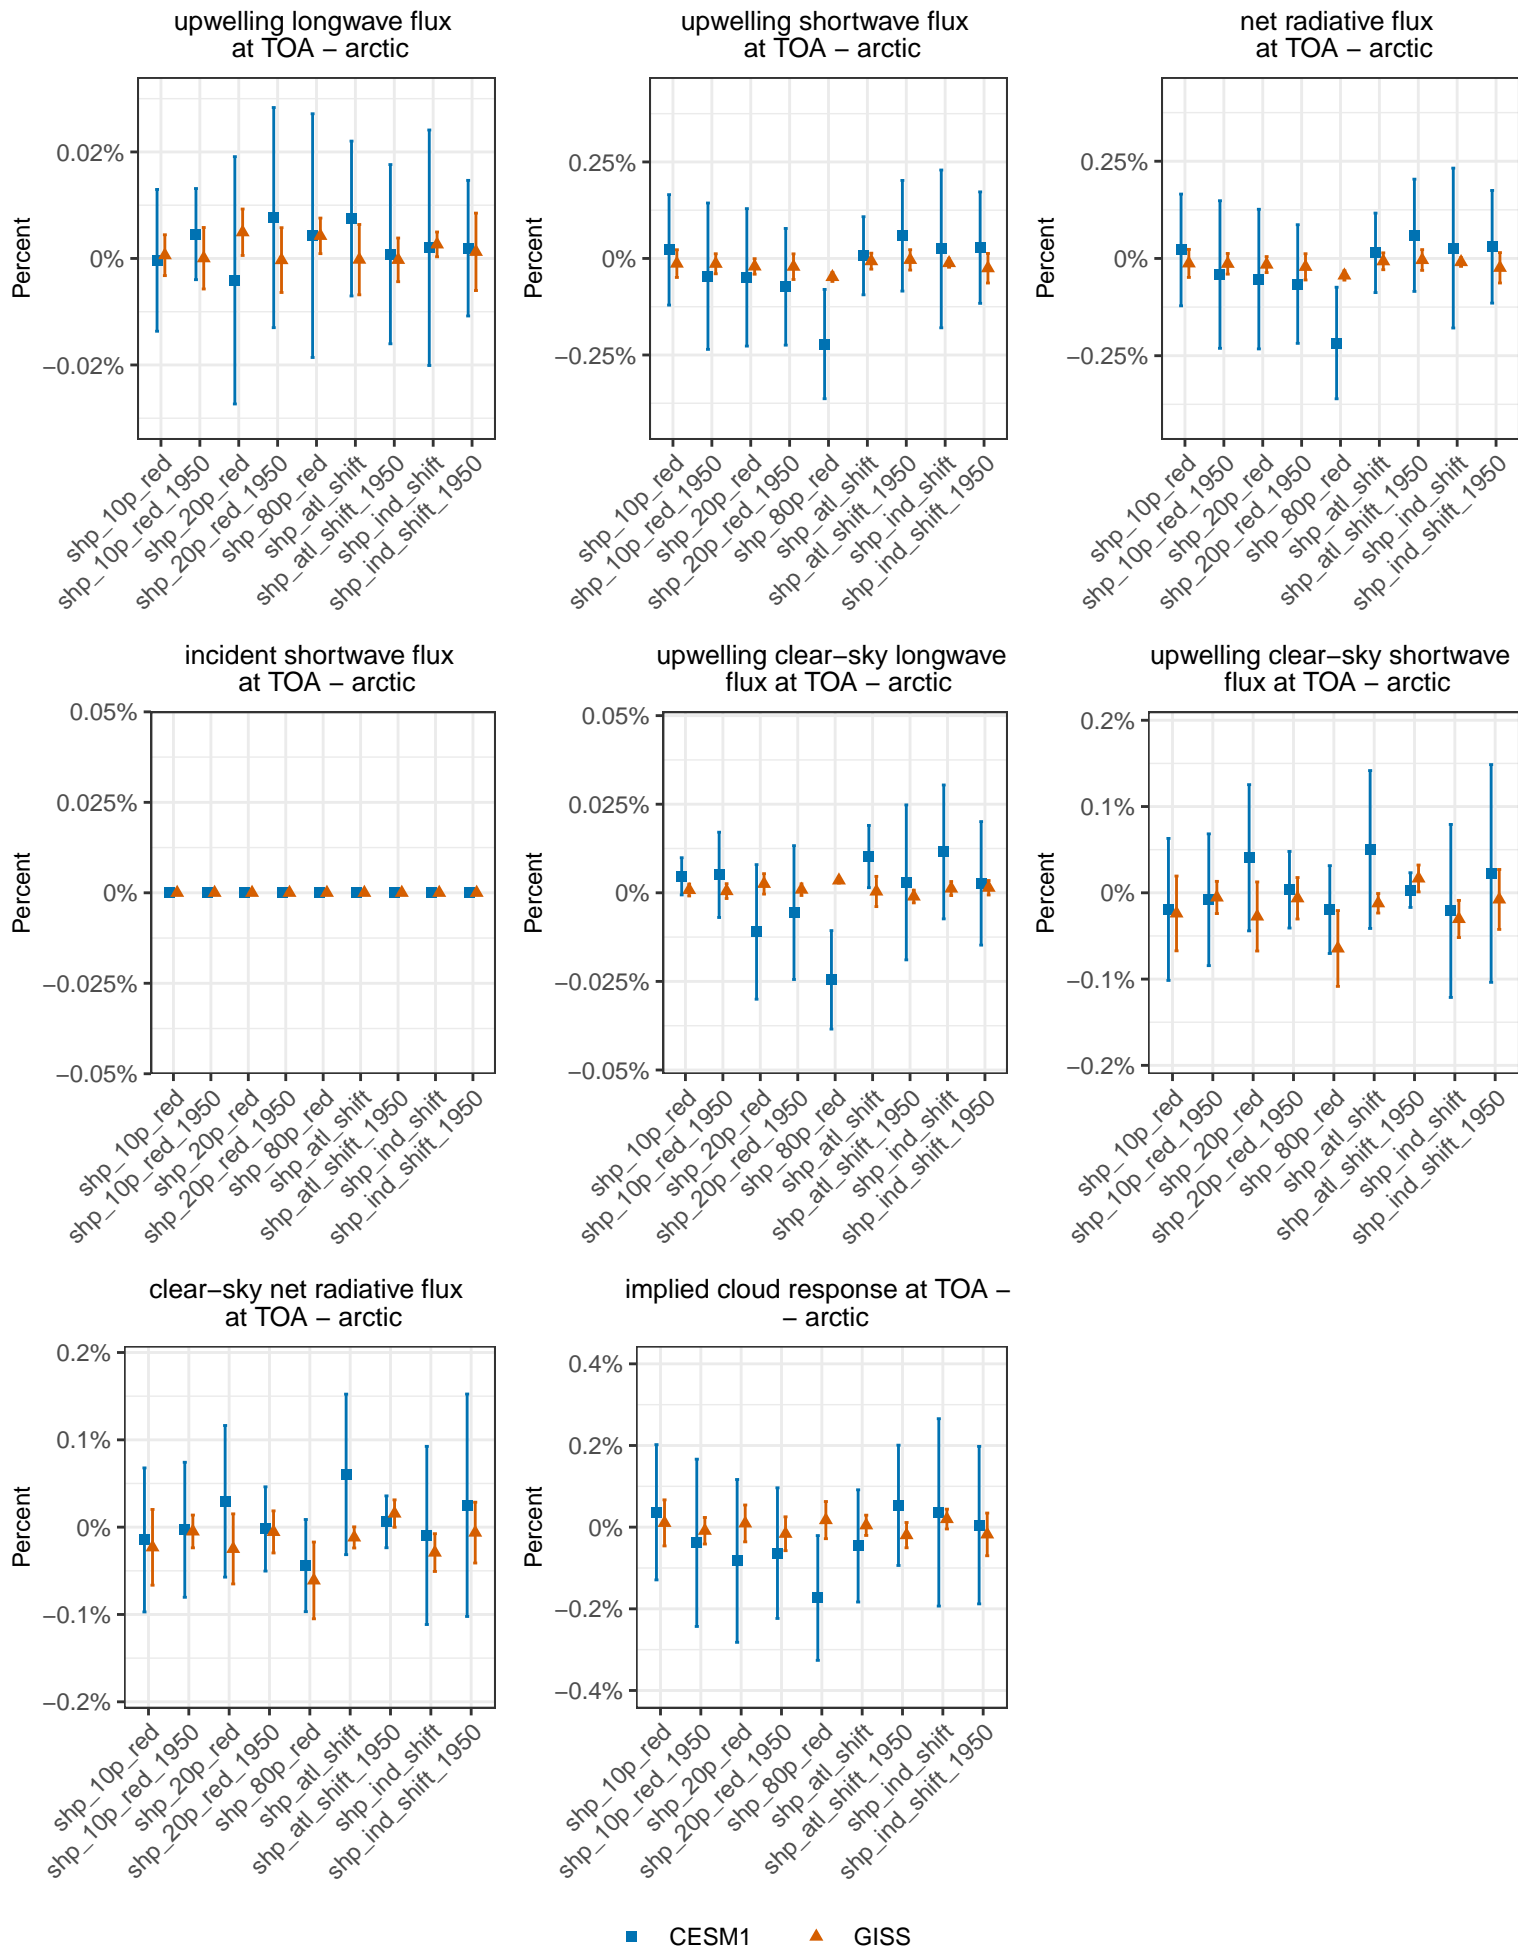 upwelling longwave flux
at TOA − arctic
Percent
0.02%
0%
−0.02%
shp_10p_red
shp_10p_red_1950
shp_20p_red
shp_20p_red_1950
shp_80p_red
shp_atl_shift
shp_atl_shift_1950
shp_ind_shift
shp_ind_shift_1950
upwelling shortwave flux
at TOA − arctic
Percent
0.25%
0%
−0.25%
shp_10p_red
shp_10p_red_1950
shp_20p_red
shp_20p_red_1950
shp_80p_red
shp_atl_shift
shp_atl_shift_1950
shp_ind_shift
shp_ind_shift_1950
net radiative flux
at TOA − arctic
Percent
0.25%
0%
−0.25%
shp_10p_red
shp_10p_red_1950
shp_20p_red
shp_20p_red_1950
shp_80p_red
shp_atl_shift
shp_atl_shift_1950
shp_ind_shift
shp_ind_shift_1950
incident shortwave flux
at TOA − arctic
Percent
0.05%
0.025%
0%
−0.025%
−0.05%
shp_10p_red
shp_10p_red_1950
shp_20p_red
shp_20p_red_1950
shp_80p_red
shp_atl_shift
shp_atl_shift_1950
shp_ind_shift
shp_ind_shift_1950
upwelling clear−sky longwave
flux at TOA − arctic
Percent
0.05%
0.025%
0%
−0.025%
−0.05%
shp_10p_red
shp_10p_red_1950
shp_20p_red
shp_20p_red_1950
shp_80p_red
shp_atl_shift
shp_atl_shift_1950
shp_ind_shift
shp_ind_shift_1950
upwelling clear−sky shortwave
flux at TOA − arctic
Percent
0.2%
0.1%
0%
−0.1%
−0.2%
shp_10p_red
shp_10p_red_1950
shp_20p_red
shp_20p_red_1950
shp_80p_red
shp_atl_shift
shp_atl_shift_1950
shp_ind_shift
shp_ind_shift_1950
clear−sky net radiative flux
at TOA − arctic
Percent
0.2%
0.1%
0%
−0.1%
−0.2%
shp_10p_red
shp_10p_red_1950
shp_20p_red
shp_20p_red_1950
shp_80p_red
shp_atl_shift
shp_atl_shift_1950
shp_ind_shift
shp_ind_shift_1950
implied cloud response at TOA −
− arctic
Percent
0.4%
0.2%
0%
−0.2%
−0.4%
shp_10p_red
shp_10p_red_1950
shp_20p_red
shp_20p_red_1950
shp_80p_red
shp_atl_shift
shp_atl_shift_1950
shp_ind_shift
shp_ind_shift_1950
CESM1 GISS